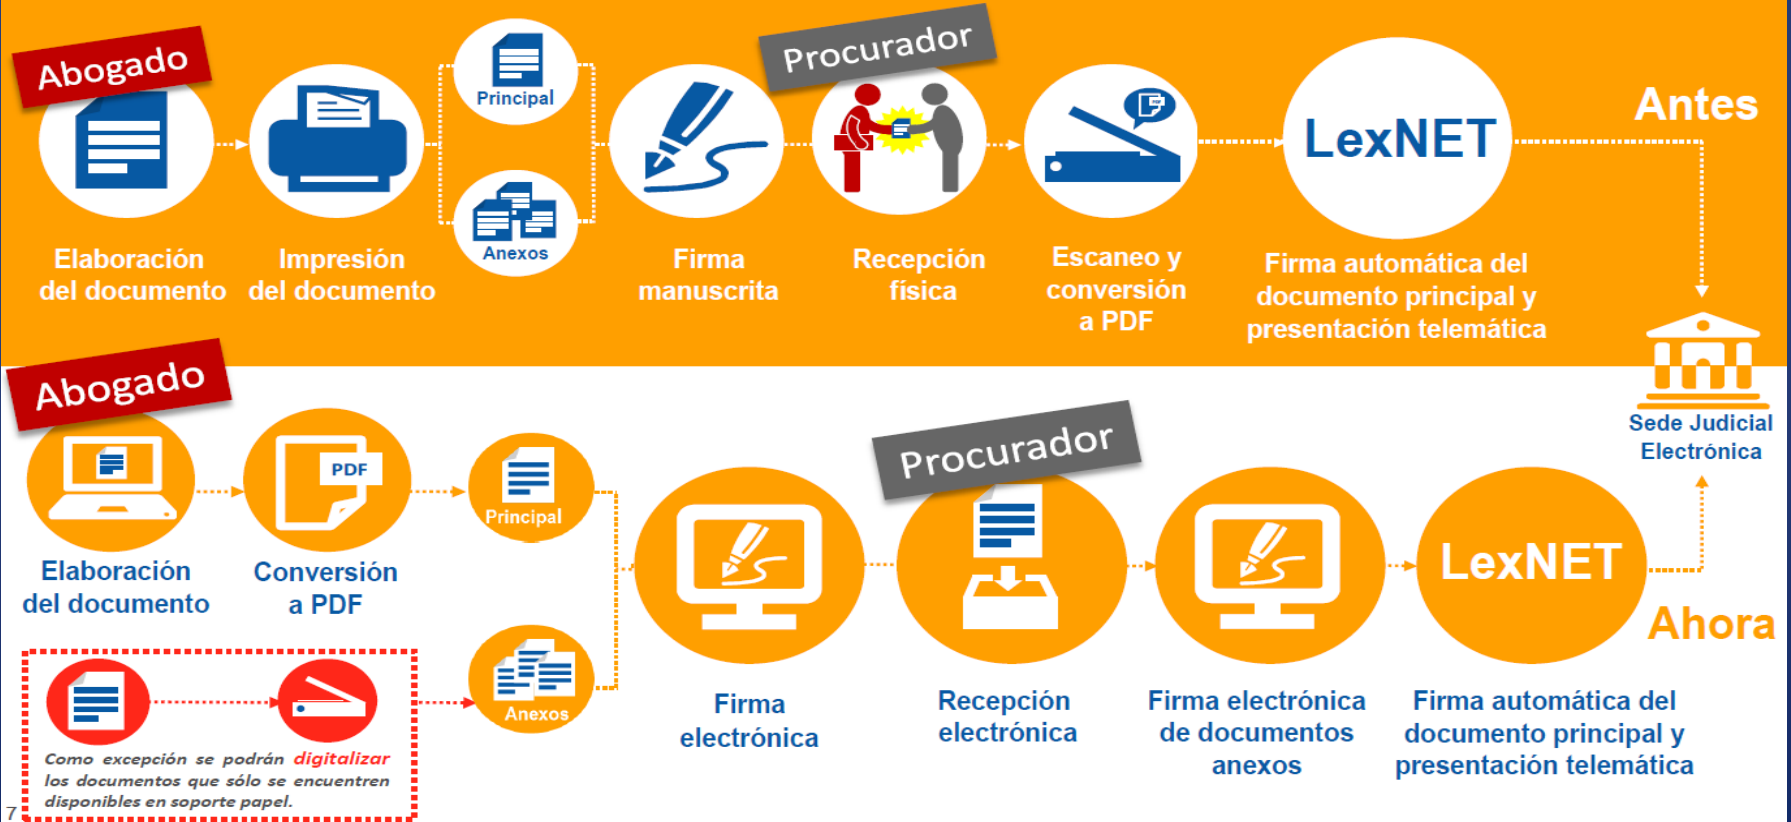 Abogado
Procurador
Antes
Principal
Anexos
PDF
LexNET
Elaboración
del documento
Impresión
del documento
Firma
manuscrita
Recepción
física
Escaneo y
conversión
a PDF
Firma automática del
documento principal y
presentación telemática
Sede Judicial
Electrónica
Abogado
Procurador
PDF
Principal
LexNET
Elaboración
del documento
Conversión
a PDF
Ahora
Anexos
Firma
electrónica
Recepción
electrónica
Firma electrónica
de documentos
anexos
Firma automática del
documento principal y
presentación telemática
Como excepción se podrán digitalizar
los documentos que sólo se encuentren
disponibles en soporte papel.
7